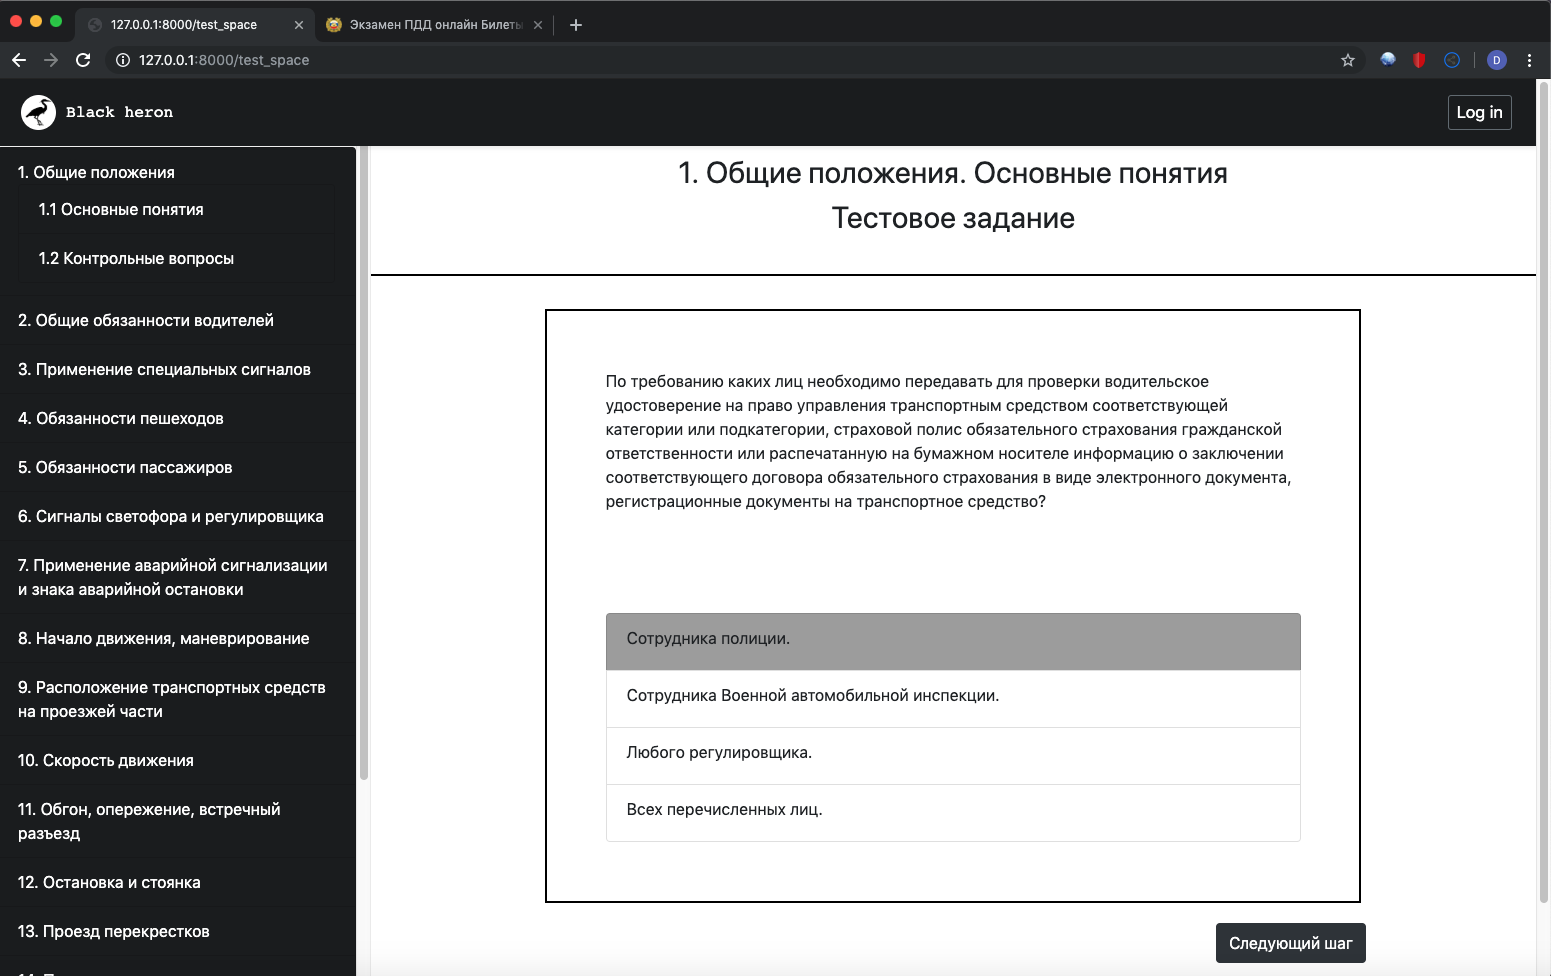 127.0.0.1:8000/test_space
Экзамен ПДД онлайн Билеты
127.0.0.1:8000/test_space
D
Black heron
Log in
1. Общие положения
1.1 Основные понятия
1.2 Контрольные вопросы
2. Общие обязанности водителей
3. Применение специальных сигналов
4. Обязанности пешеходов
5. Обязанности пассажиров
6. Сигналы светофора и регулировщика
7. Применение аварийной сигнализации
и знака аварийной остановки
8. Начало движения, маневрирование
9. Расположение транспортных средств
на проезжей части
10. Скорость движения
11. Обгон, опережение, встречный
разъезд
12. Остановка и стоянка
13. Проезд перекрестков
1. Общие положения. Основные понятия
Тестовое задание
По требованию каких лиц необходимо передавать для проверки водительское
удостоверение на право управления транспортным средством соответствующей
категории или подкатегории, страховой полис обязательного страхования гражданской
ответственности или распечатанную на бумажном носителе информацию о заключении
соответствующего договора обязательного страхования в виде электронного документа,
регистрационные документы на транспортное средство?
Сотрудника полиции.
Сотрудника Военной автомобильной инспекции.
Любого регулировщика.
Всех перечисленных лиц.
Следующий шаг